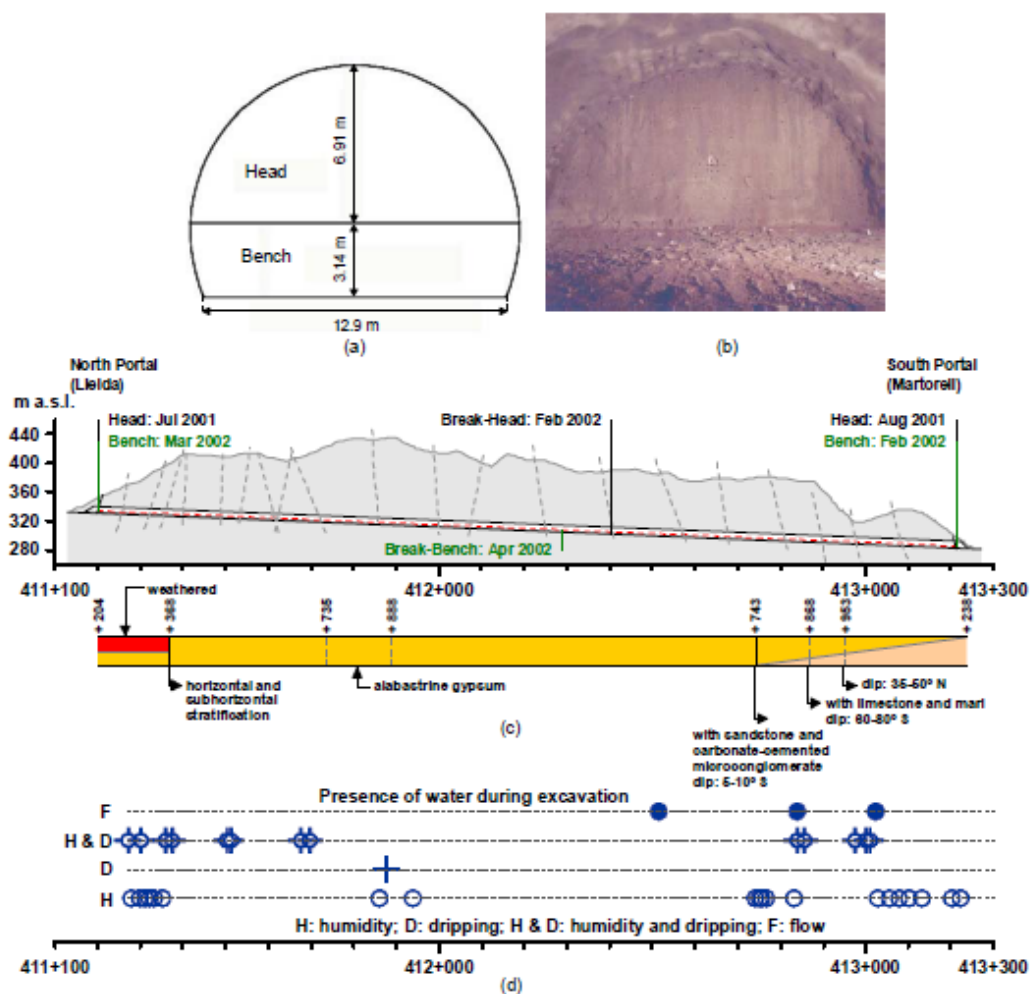 Head
6.91 m
Bench
3.14 m
12.9 m
(a)
(b)
North Portal
(Lleida)
South Portal
(Martorell)
m a.s.l.
Head: Jul 2001
Bench: Mar 2002
Break-Head: Feb 2002
Head: Aug 2001
Bench: Feb 2002
440
400
360
320
280
Break-Bench: Apr 2002
411+100
412+000
413+000
413+300
weathered
+ 204
+ 368
+ 735
+ 888
+ 743
+ 868
+ 953
+ 238
horizontal and
subhorizontal
stratification
alabastrine gypsum
dip: 35-50º N
with limestone and marl
dip: 60-80º S
with sandstone and
carbonate-cemented
microconglomerate
dip: 5-10º S
(c)
Presence of water during excavation
F
H & D
D
H
H: humidity; D: dripping; H & D: humidity and dripping; F: flow
411+100
412+000
413+000
413+300
(d)